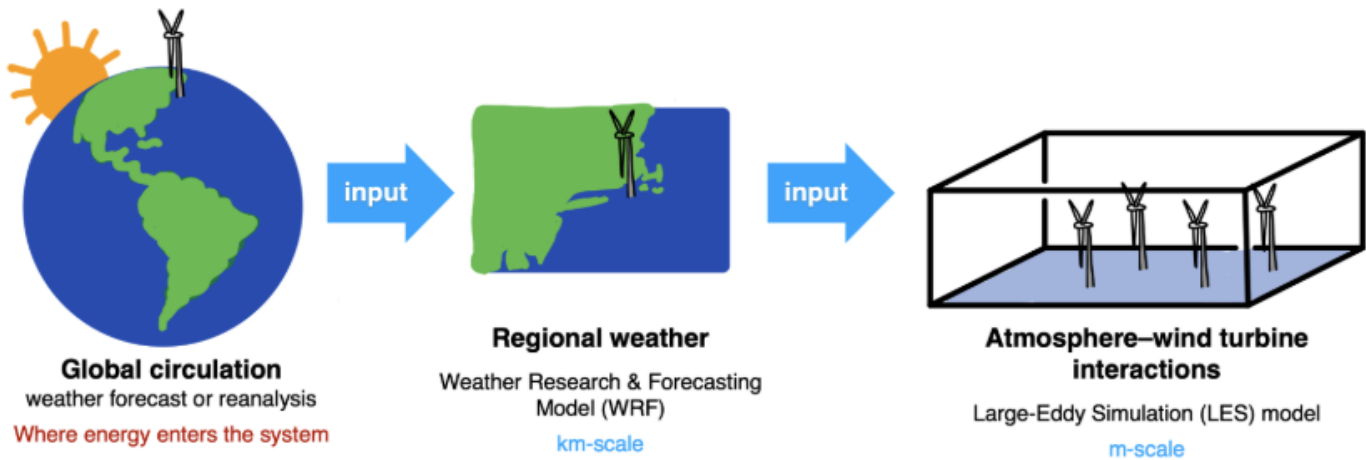 input
input
Global circulation
weather forecast or reanalysis
Where energy enters the system
Regional weather
Weather Research & Forecasting
Model (WRF)
km-scale
Atmosphere–wind turbine
interactions
Large-Eddy Simulation (LES) model
m-scale